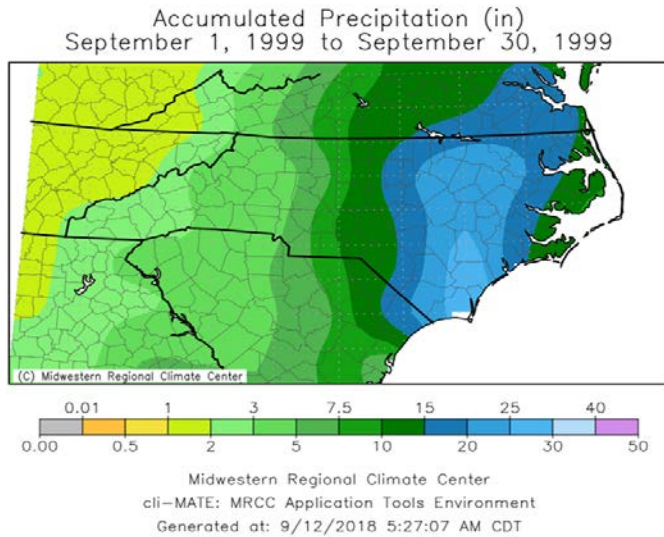 Accumulated Precipitation (in)
September 1, 1999 to September 30, 1999
(C) Midwestern Regional Climate Center
0.01 1 3 7.5 15 25 40
0.00 0.5 2 5 10 20 30 50
Midwestern Regional Climate Center
cli-MATE: MRCC Application Tools Environment
Generated at: 9/12/2018 5:27:07 AM CDT